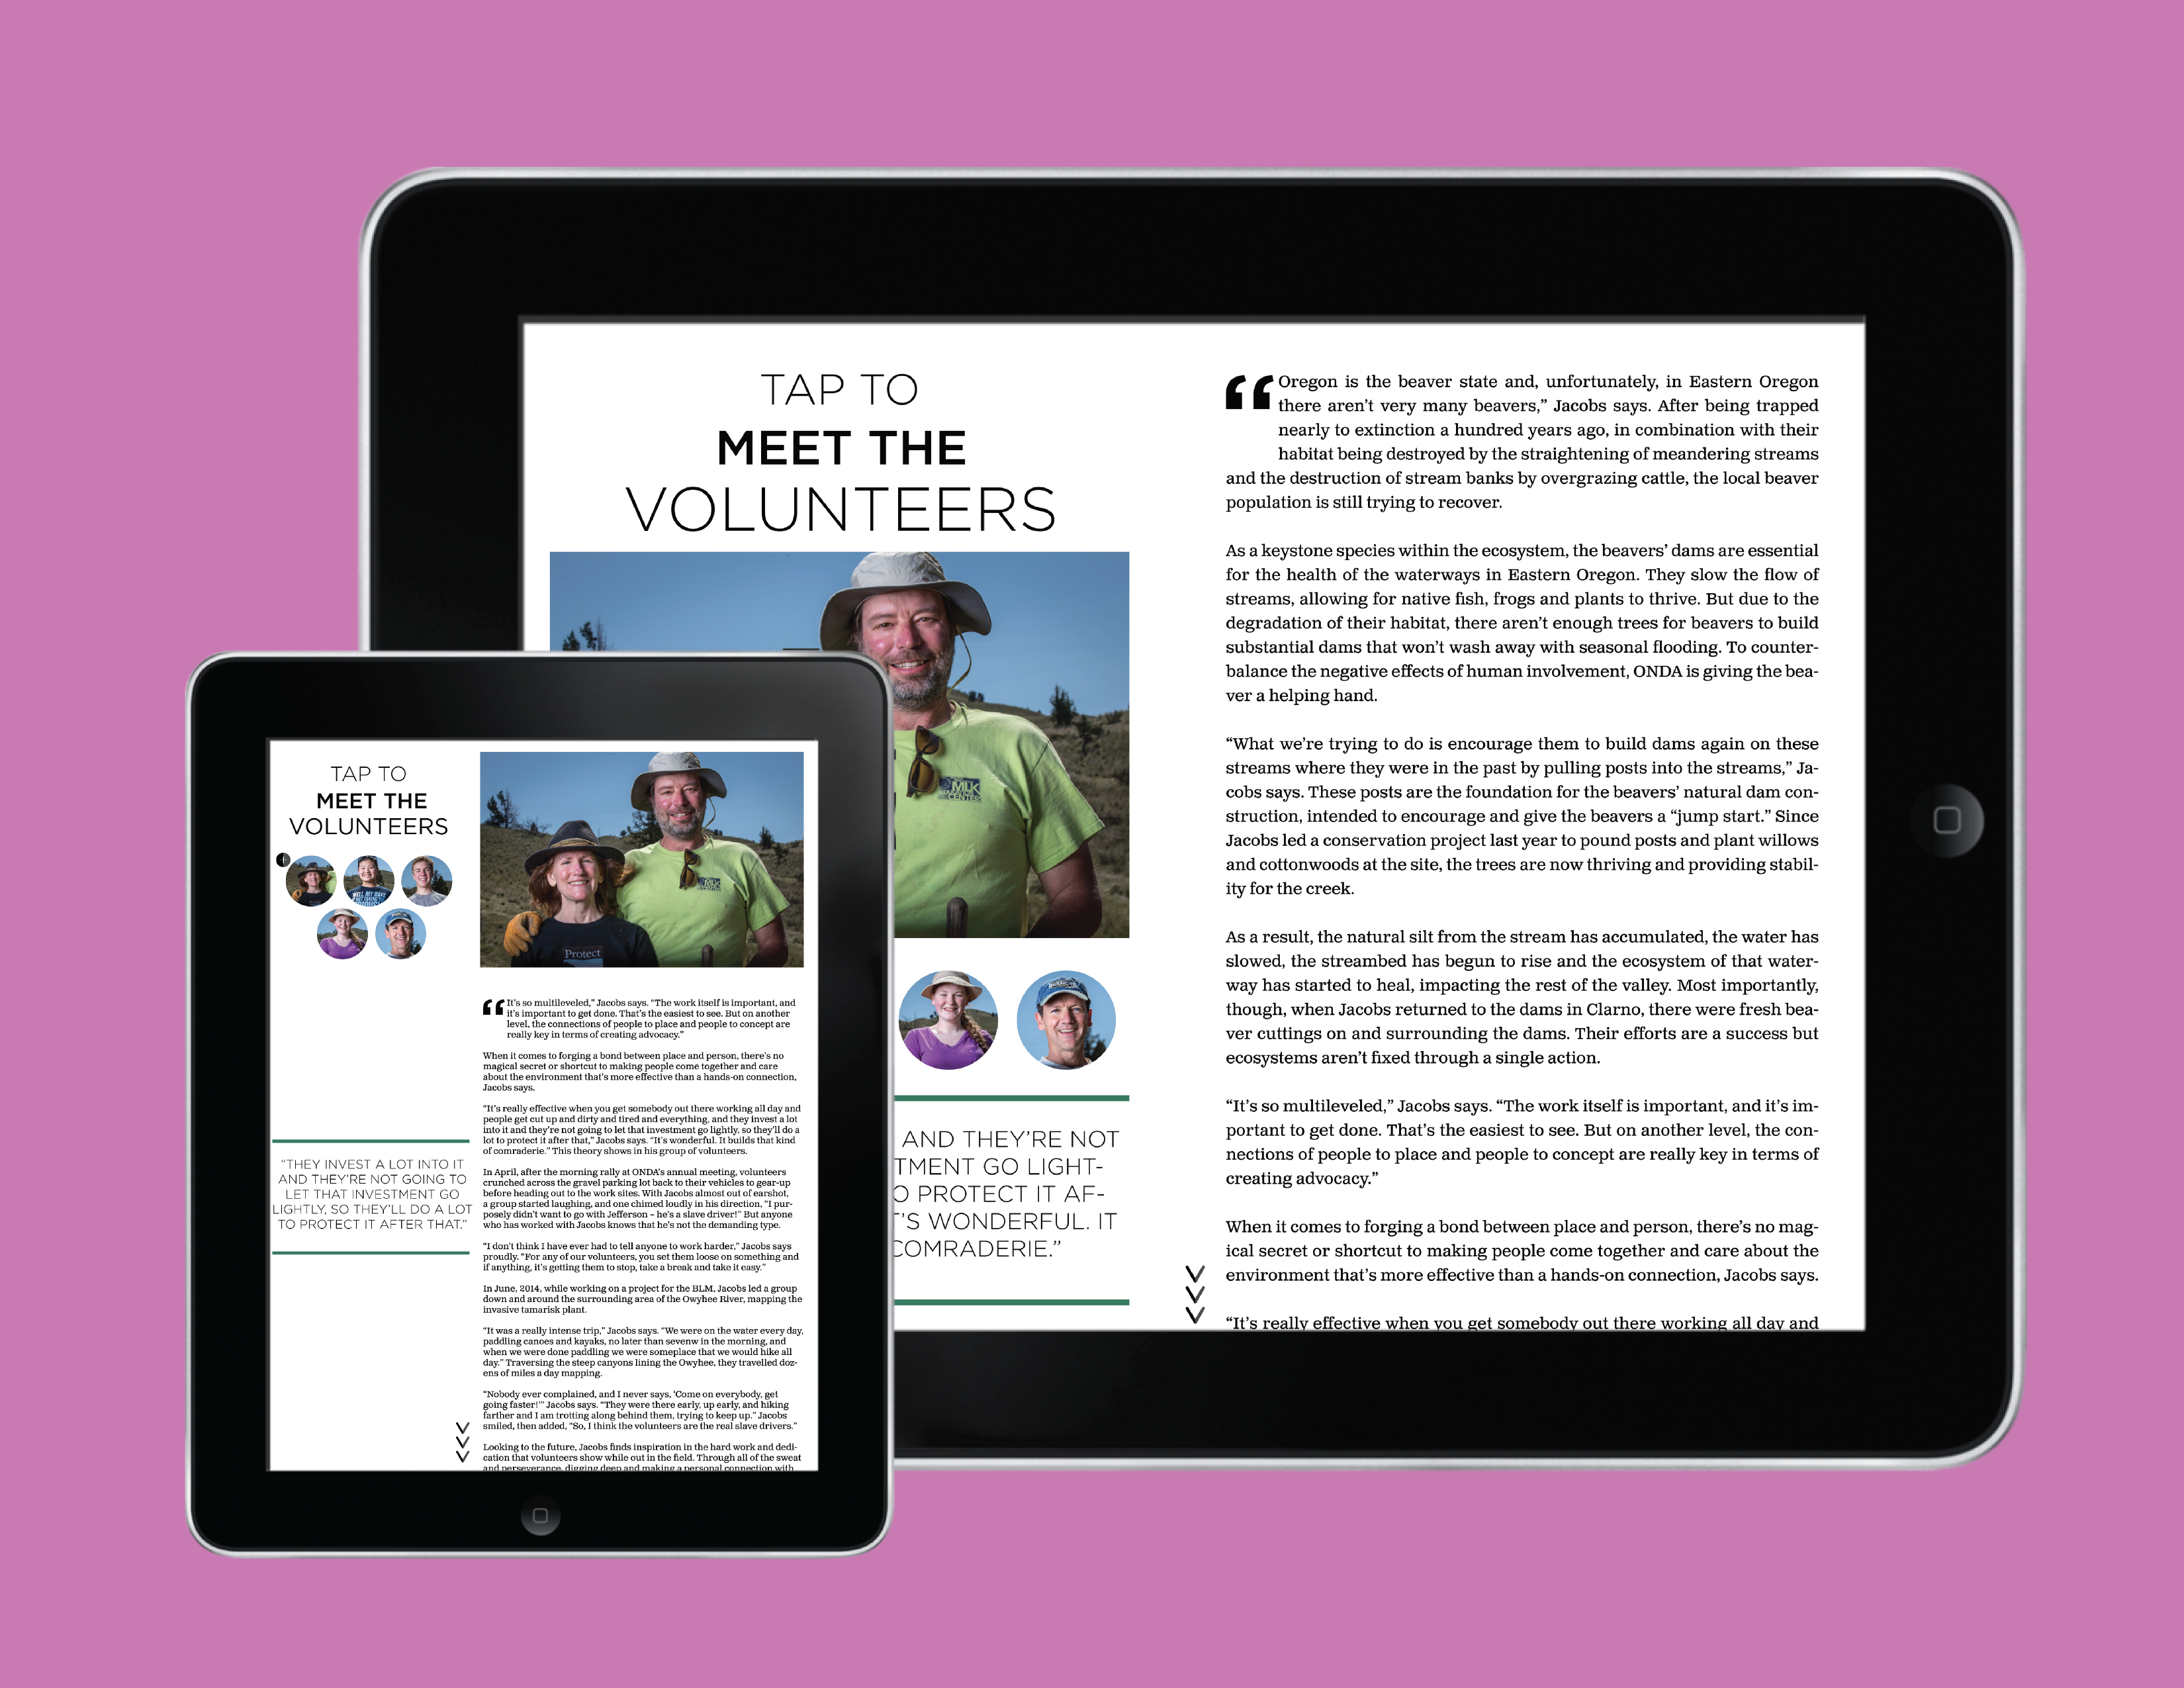 TAP TO
MEET THE
VOLUNTEERS
MLK
CENTER
AND THEY’RE NOT
TMENT GO LIGHT-
O PROTECT IT AF-
T’S WONDERFUL. IT
COMRADERIE.”
“Oregon is the beaver state and, unfortunately, in Eastern Oregon
there aren’t very many beavers,” Jacobs says. After being trapped
nearly to extinction a hundred years ago, in combination with their
habitat being destroyed by the straightening of meandering streams
and the destruction of stream banks by overgrazing cattle, the local beaver
population is still trying to recover.
As a keystone species within the ecosystem, the beavers’ dams are essential
for the health of the waterways in Eastern Oregon. They slow the flow of
streams, allowing for native fish, frogs and plants to thrive. But due to the
degradation of their habitat, there aren’t enough trees for beavers to build
substantial dams that won’t wash away with seasonal flooding. To counter-
balance the negative effects of human involvement, ONDA is giving the bea-
ver a helping hand.
“What we’re trying to do is encourage them to build dams again on these
streams where they were in the past by pulling posts into the streams,” Ja-
cobs says. These posts are the foundation for the beavers’ natural dam con-
struction, intended to encourage and give the beavers a “jump start.” Since
Jacobs led a conservation project last year to pound posts and plant willows
and cottonwoods at the site, the trees are now thriving and providing stabil-
ity for the creek.
As a result, the natural silt from the stream has accumulated, the water has
slowed, the streambed has begun to rise and the ecosystem of that water-
way has started to heal, impacting the rest of the valley. Most importantly,
though, when Jacobs returned to the dams in Clarno, there were fresh bea-
ver cuttings on and surrounding the dams. Their efforts are a success but
ecosystems aren’t fixed through a single action.
“It’s so multileveled,” Jacobs says. “The work itself is important, and it’s im-
portant to get done. That’s the easiest to see. But on another level, the con-
nections of people to place and people to concept are really key in terms of
creating advocacy.”
When it comes to forging a bond between place and person, there’s no mag-
ical secret or shortcut to making people come together and care about the
environment that’s more effective than a hands-on connection, Jacobs says.
“It’s really effective when you get somebody out there working all day and
TAP TO
MEET THE
VOLUNTEERS
“THEY INVEST A LOT INTO IT
AND THEY’RE NOT GOING TO
LET THAT INVESTMENT GO
LIGHTLY, SO THEY’LL DO A LOT
TO PROTECT IT AFTER THAT.”
MLK
Protect
“It’s so multileveled,” Jacobs says. “The work itself is important, and
it’s important to get done. That’s the easiest to see. But on another
level, the connections of people to place and people to concept are
really key in terms of creating advocacy.”
When it comes to forging a bond between place and person, there’s no
magical secret or shortcut to making people come together and care
about the environment that’s more effective than a hands-on connection,
Jacobs says.
“It’s really effective when you get somebody out there working all day and
people get cut up and dirty and tired and everything, and they invest a lot
into it and they’re not going to let that investment go lightly, so they’ll do a
lot to protect it after that,” Jacobs says. “It’s wonderful. It builds that kind
of comraderie.” This theory shows in his group of volunteers.
In April, after the morning rally at ONDA’s annual meeting, volunteers
crunched across the gravel parking lot back to their vehicles to gear-up
before heading out to the work sites. With Jacobs almost out of earshot,
a group started laughing, and one chimed loudly in his direction, “I pur-
posely didn’t want to go with Jefferson – he’s a slave driver!” But anyone
who has worked with Jacobs knows that he’s not the demanding type.
“I don’t think I have ever had to tell anyone to work harder,” Jacobs says
proudly. “For any of our volunteers, you set them loose on something and
if anything, it’s getting them to stop, take a break and take it easy.”
In June, 2014, while working on a project for the BLM, Jacobs led a group
down and around the surrounding area of the Owyhee River, mapping the
invasive tamarisk plant.
“It was a really intense trip,” Jacobs says. “We were on the water every day,
paddling canoes and kayaks, no later than sevenw in the morning, and
when we were done paddling we were someplace that we would hike all
day.” Traversing the steep canyons lining the Owyhee, they travelled doz-
ens of miles a day mapping.
“Nobody ever complained, and I never says, ‘Come on everybody, get
going faster!’” Jacobs says. “They were there early, up early, and hiking
farther and I am trotting along behind them, trying to keep up.” Jacobs
smiled, then added, “So, I think the volunteers are the real slave drivers.”
Looking to the future, Jacobs finds inspiration in the hard work and dedi-
cation that volunteers show while out in the field. Through all of the sweat
and perseverance, digging deep and making a personal connection with